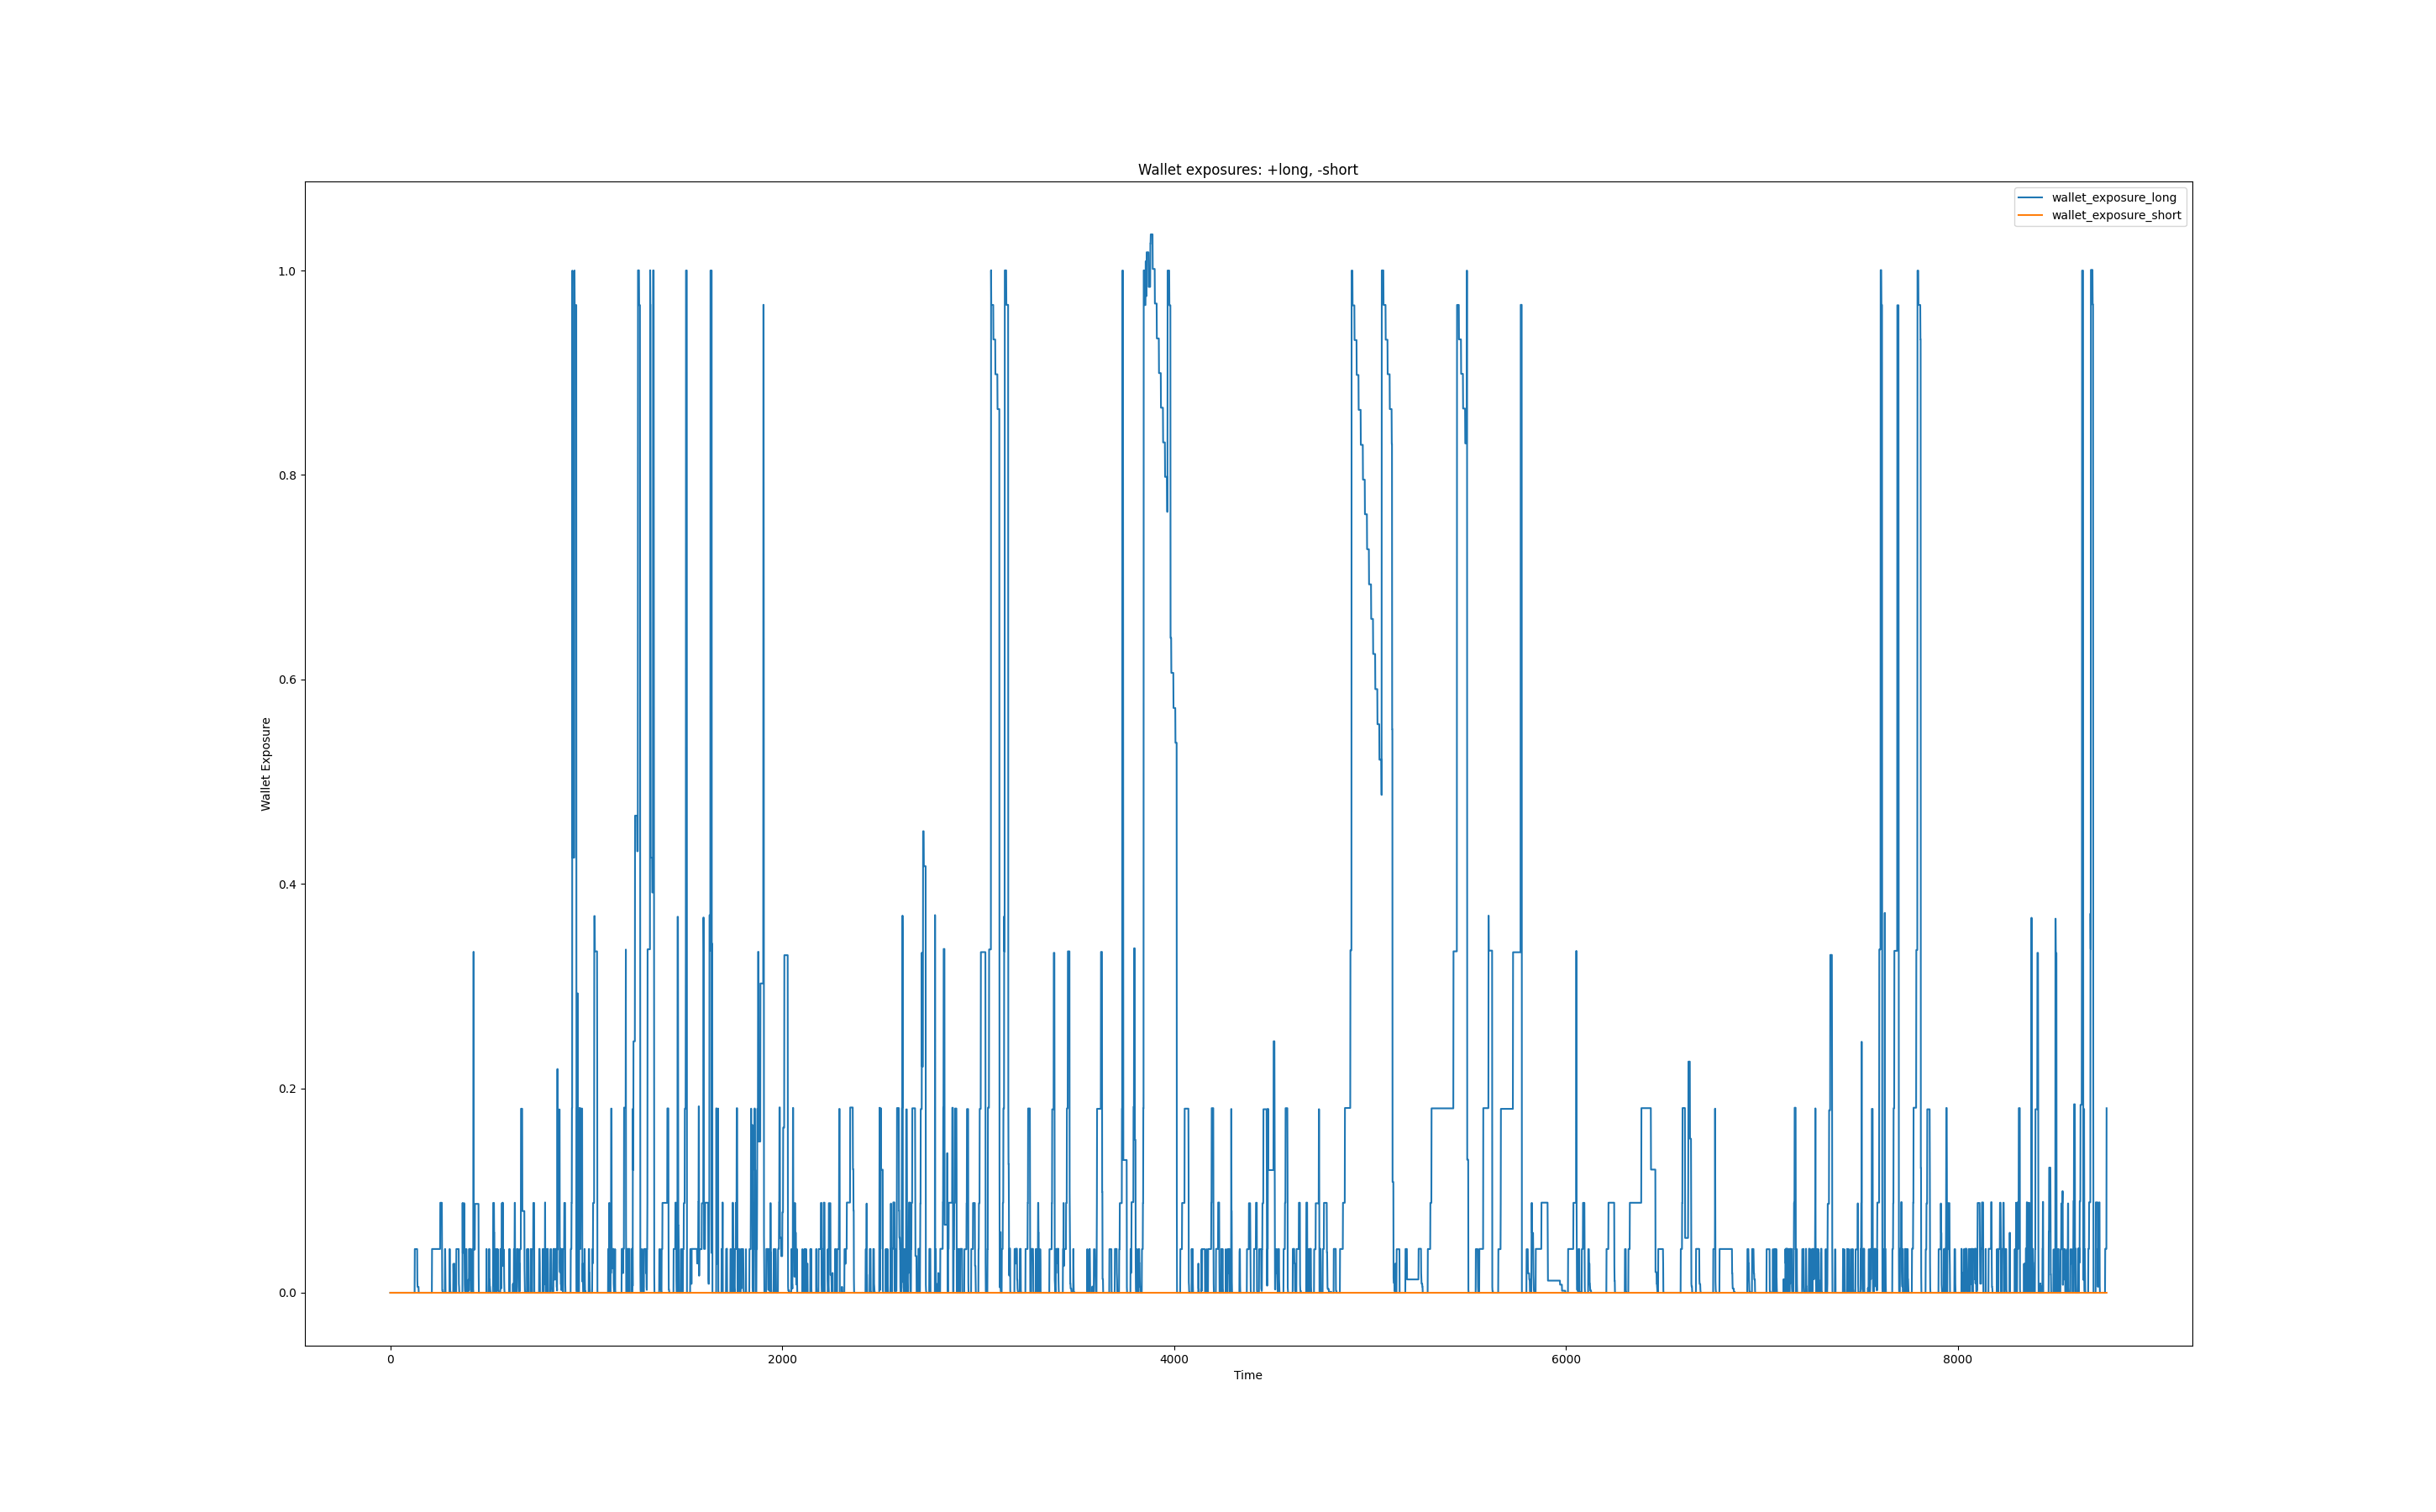 Wallet exposures: +long, -short
wallet_exposure_long
wallet_exposure_short
1.0
0.8
0.6
0.4
0.2
0.0
Wallet Exposure
0
2000
4000
6000
8000
Time